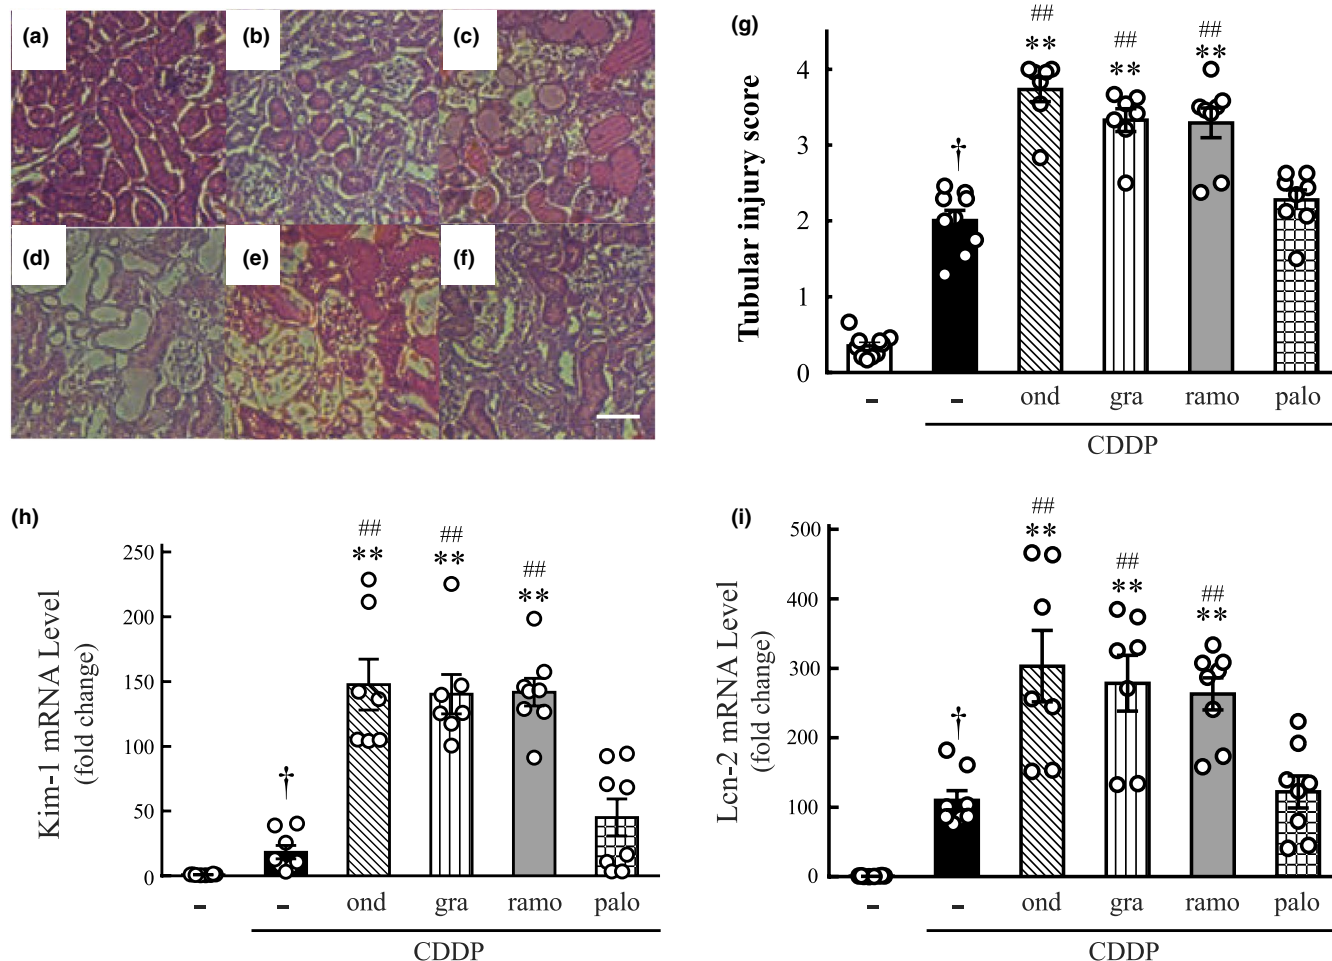 (a) (b) (c)
(d) (e) (f)
(g)
Tubular injury score
4
3
2
1
0
## ** ## ** ## **
†
– – ond gra ramo palo
CDDP
(h)
Kim-1 mRNA Level
(fold change)
250
200
150
100
50
0
## ** ## ** ## **
†
– – ond gra ramo palo
CDDP
(i)
Lcn-2 mRNA Level
(fold change)
500
400
300
200
100
0
## ** ## ** ## **
†
– – ond gra ramo palo
CDDP